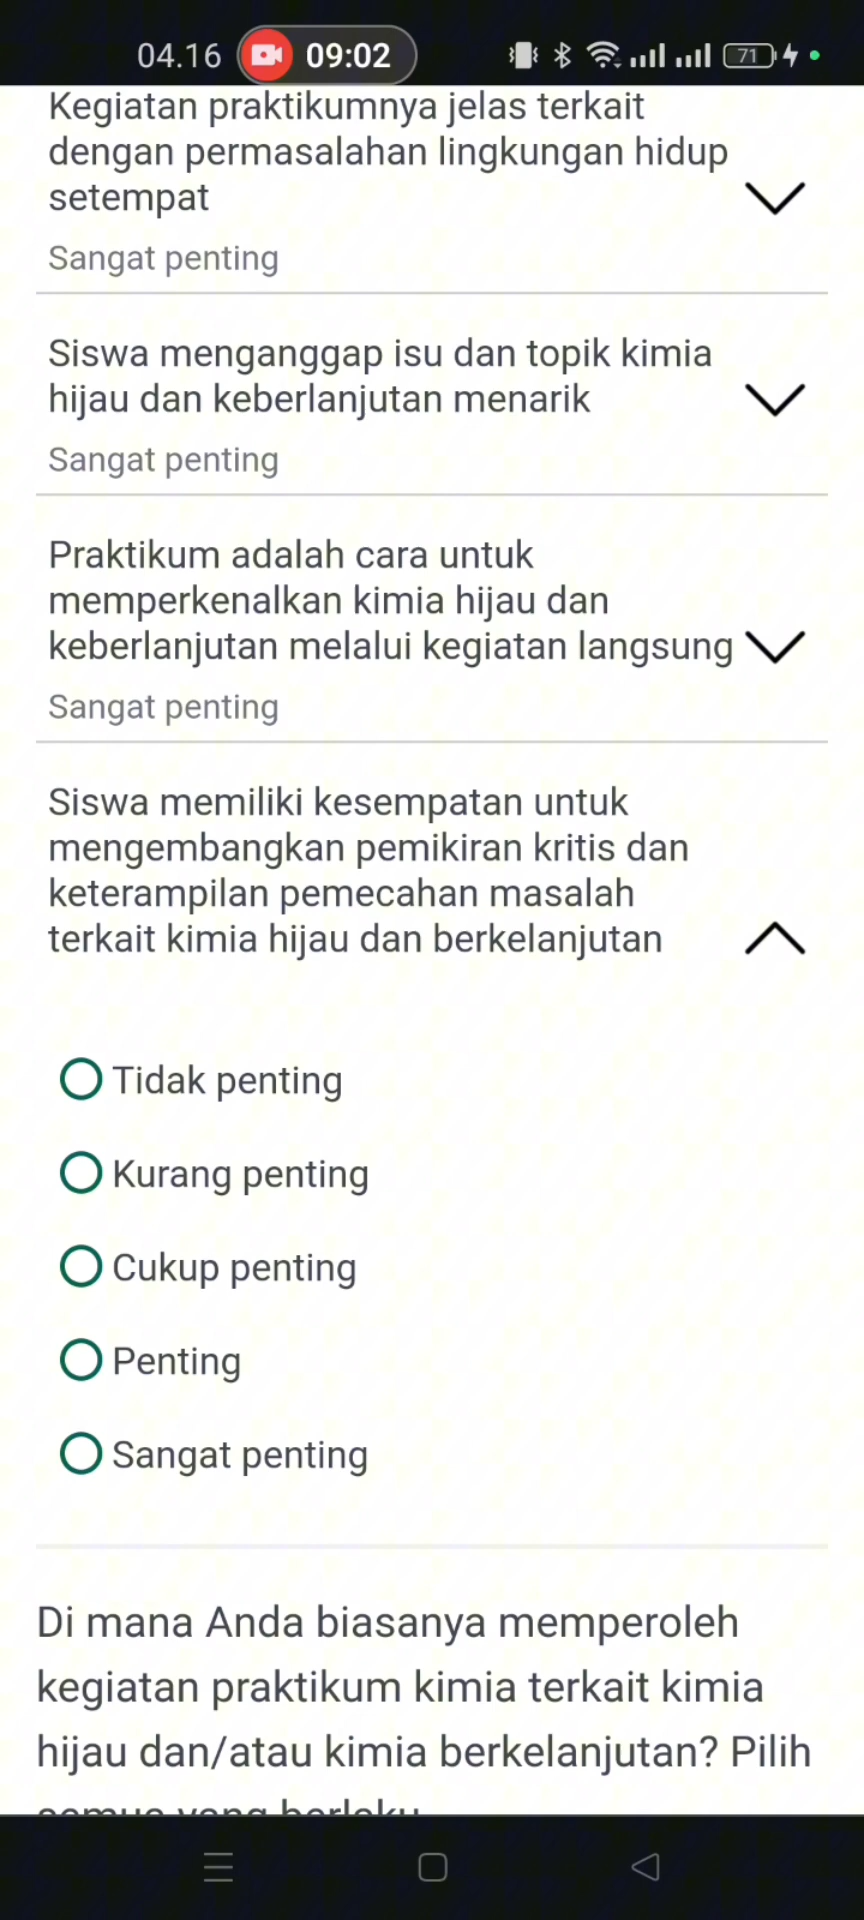 04.16 09:02 71
Kegiatan praktikumnya jelas terkait
dengan permasalahan lingkungan hidup
setempat
Sangat penting
Siswa menganggap isu dan topik kimia
hijau dan keberlanjutan menarik
Sangat penting
Praktikum adalah cara untuk
memperkenalkan kimia hijau dan
keberlanjutan melalui kegiatan langsung
Sangat penting
Siswa memiliki kesempatan untuk
mengembangkan pemikiran kritis dan
keterampilan pemecahan masalah
terkait kimia hijau dan berkelanjutan
Tidak penting
Kurang penting
Cukup penting
Penting
Sangat penting
Di mana Anda biasanya memperoleh
kegiatan praktikum kimia terkait kimia
hijau dan/atau kimia berkelanjutan? Pilih
semua yang berlaku